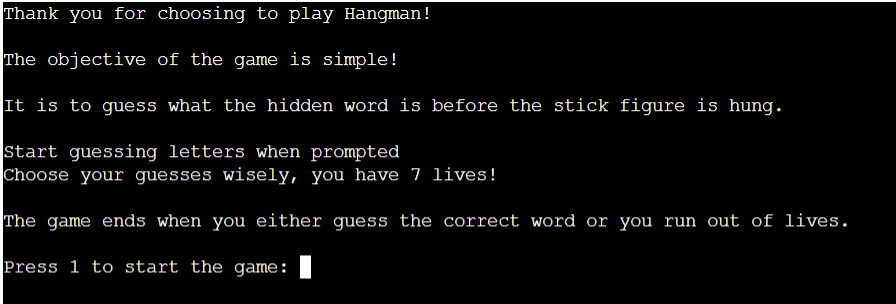 Thank you for choosing to play Hangman!
The objective of the game is simple!
It is to guess what the hidden word is before the stick figure is hung.
Start guessing letters when prompted
Choose your guesses wisely, you have 7 lives!
The game ends when you either guess the correct word or you run out of lives.
Press 1 to start the game: